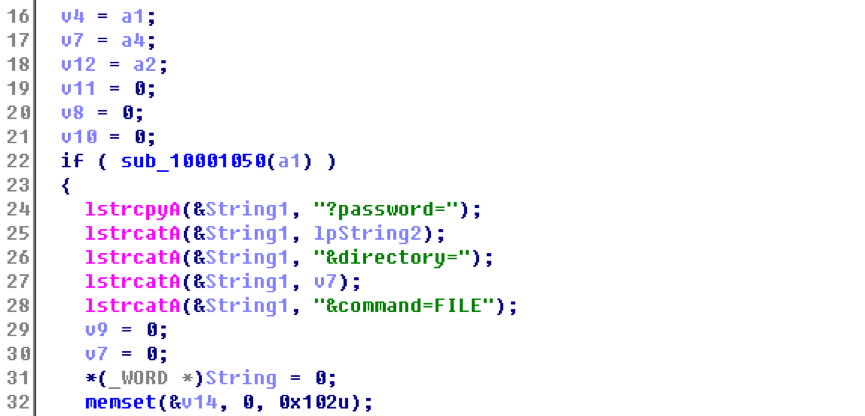 16 v4 = a1;
17 v7 = a4;
18 v12 = a2;
19 v11 = 0;
20 v8 = 0;
21 v10 = 0;
22 if ( sub_10001050(a1) )
23 {
24 lstrcpyA(&String1, "?password=");
25 lstrcatA(&String1, lpString2);
26 lstrcatA(&String1, "&directory=");
27 lstrcatA(&String1, v7);
28 lstrcatA(&String1, "&command=FILE");
29 v9 = 0;
30 v7 = 0;
31 *(_WORD *)String = 0;
32 memset(&v14, 0, 0x102u);